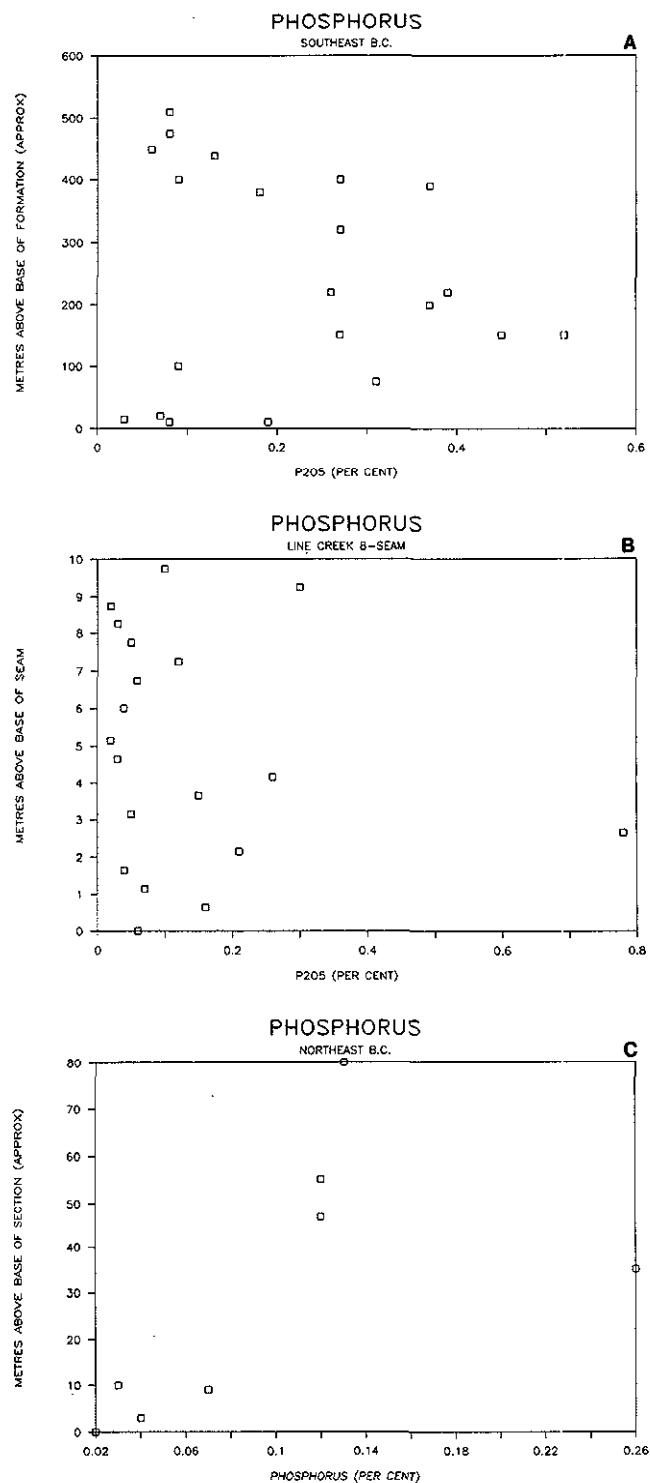 PHOSPHORUS
SOUTHEAST B.C.
A
METRES ABOVE BASE OF FORMATION (APPROX)
600
500
400
300
200
100
0
0 0.2 0.4 0.6
P205 (PER CENT)
PHOSPHORUS
LINE CREEK 8-SEAM
B
METRES ABOVE BASE OF SEAM
10
9
8
7
6
5
4
3
2
1
0
0 0.2 0.4 0.6 0.8
P205 (PER CENT)
PHOSPHORUS
NORTHEAST B.C.
C
METRES ABOVE BASE OF SECTION (APPROX)
80
70
60
50
40
30
20
10
0
0.02 0.06 0.1 0.14 0.18 0.22 0.26
PHOSPHORUS (PER CENT)